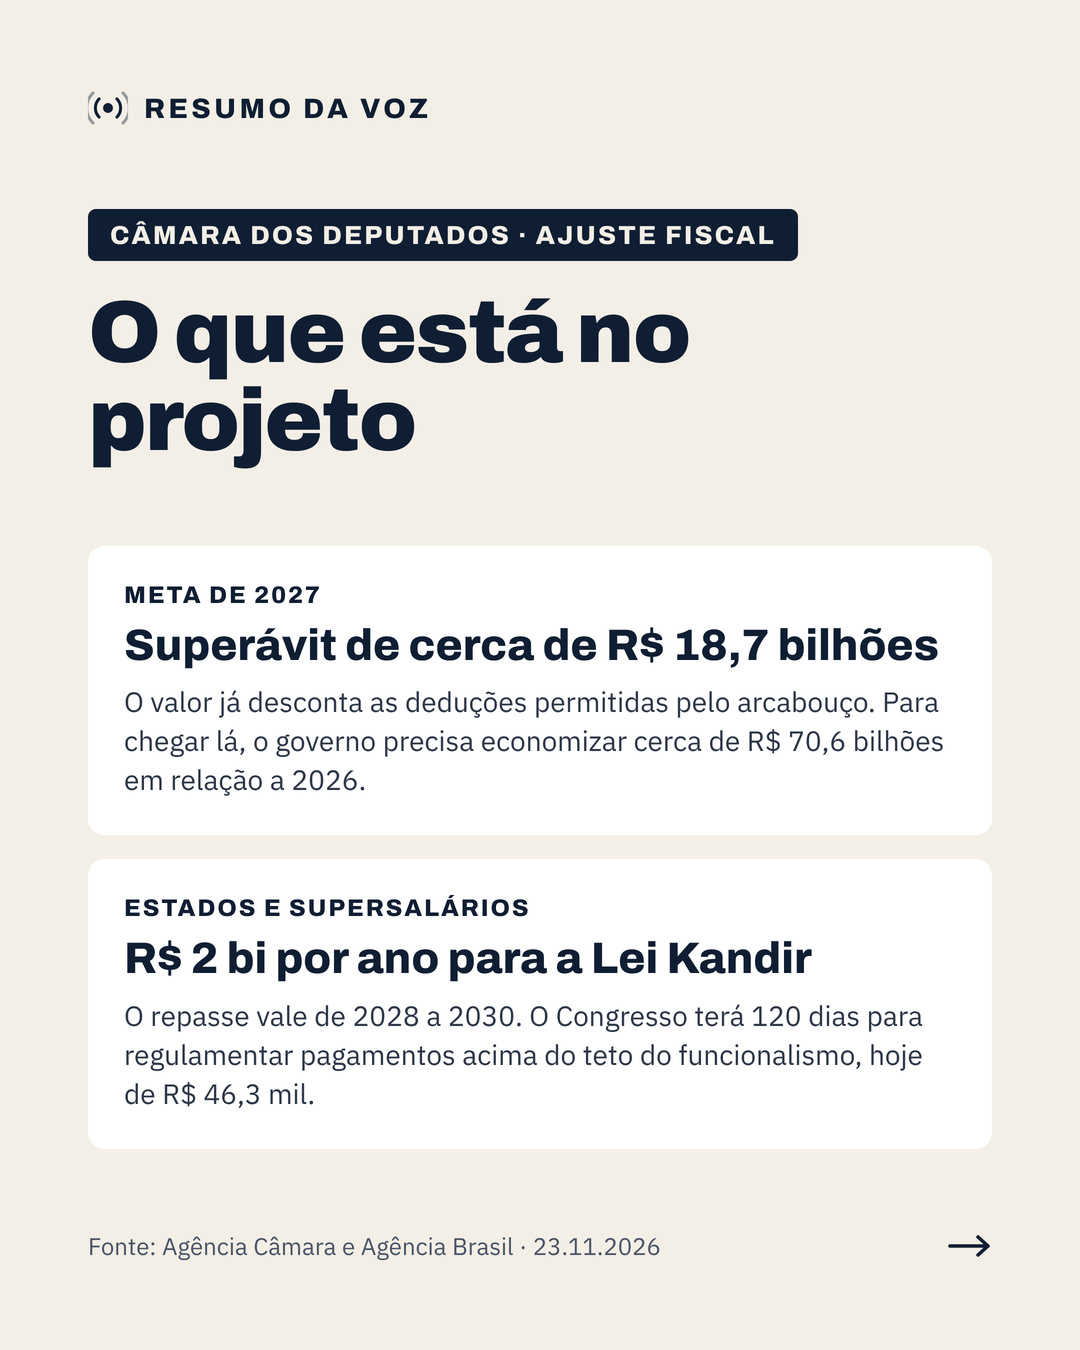 RESUMO DA VOZ
CÂMARA DOS DEPUTADOS · AJUSTE FISCAL
O que está no
projeto
META DE 2027
Superávit de cerca de R$ 18,7 bilhões
O valor já desconta as deduções permitidas pelo arcabouço. Para
chegar lá, o governo precisa economizar cerca de R$ 70,6 bilhões
em relação a 2026.
ESTADOS E SUPERSALÁRIOS
R$ 2 bi por ano para a Lei Kandir
O repasse vale de 2028 a 2030. O Congresso terá 120 dias para
regulamentar pagamentos acima do teto do funcionalismo, hoje
de R$ 46,3 mil.
Fonte: Agência Câmara e Agência Brasil · 23.11.2026